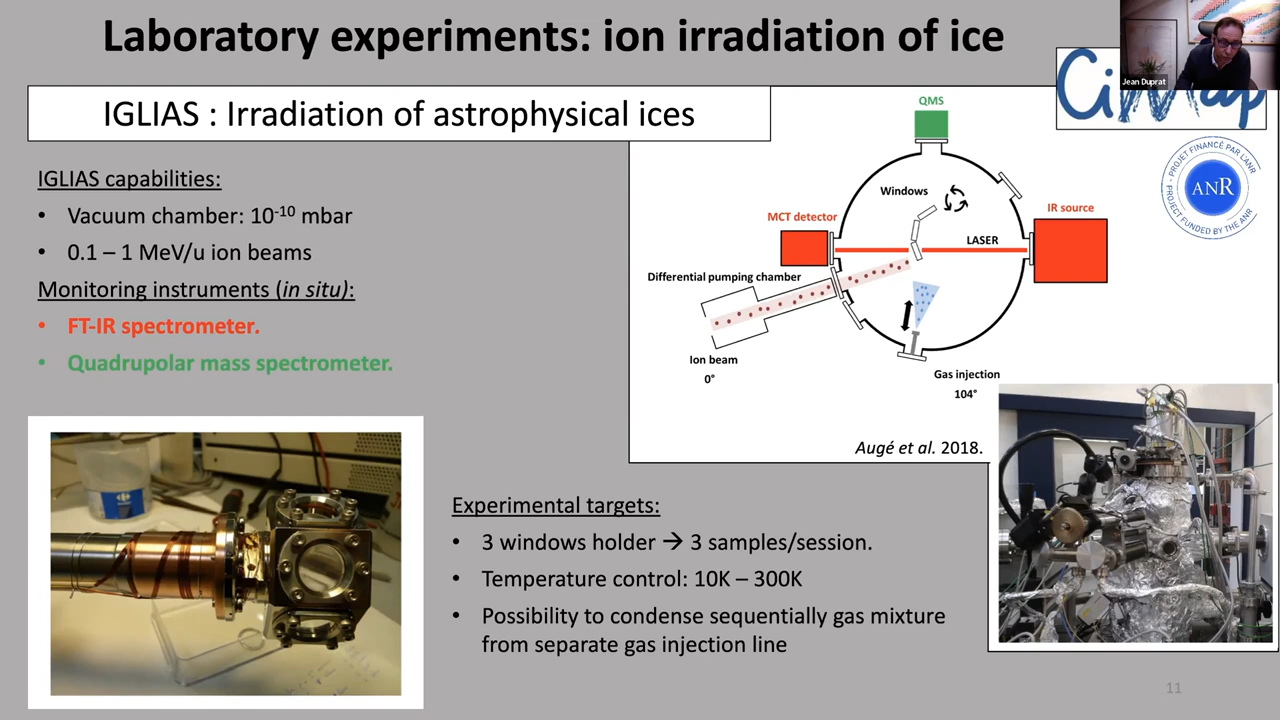 Laboratory experiments: ion irradiation of ice
Jean Duprat
CiMap
IGLIAS : Irradiation of astrophysical ices
PROJET FINANCÉ PAR L'ANR
ANR
PROJECT FUNDED BY THE ANR
IGLIAS capabilities:
• Vacuum chamber: 10⁻¹⁰ mbar
• 0.1 – 1 MeV/u ion beams
Monitoring instruments (in situ):
• FT-IR spectrometer.
• Quadrupolar mass spectrometer.
QMS
Windows
MCT detector
IR source
LASER
Differential pumping chamber
Ion beam
0°
Gas injection
104°
Augé et al. 2018.
Experimental targets:
• 3 windows holder → 3 samples/session.
• Temperature control: 10K – 300K
• Possibility to condense sequentially gas mixture
from separate gas injection line
11